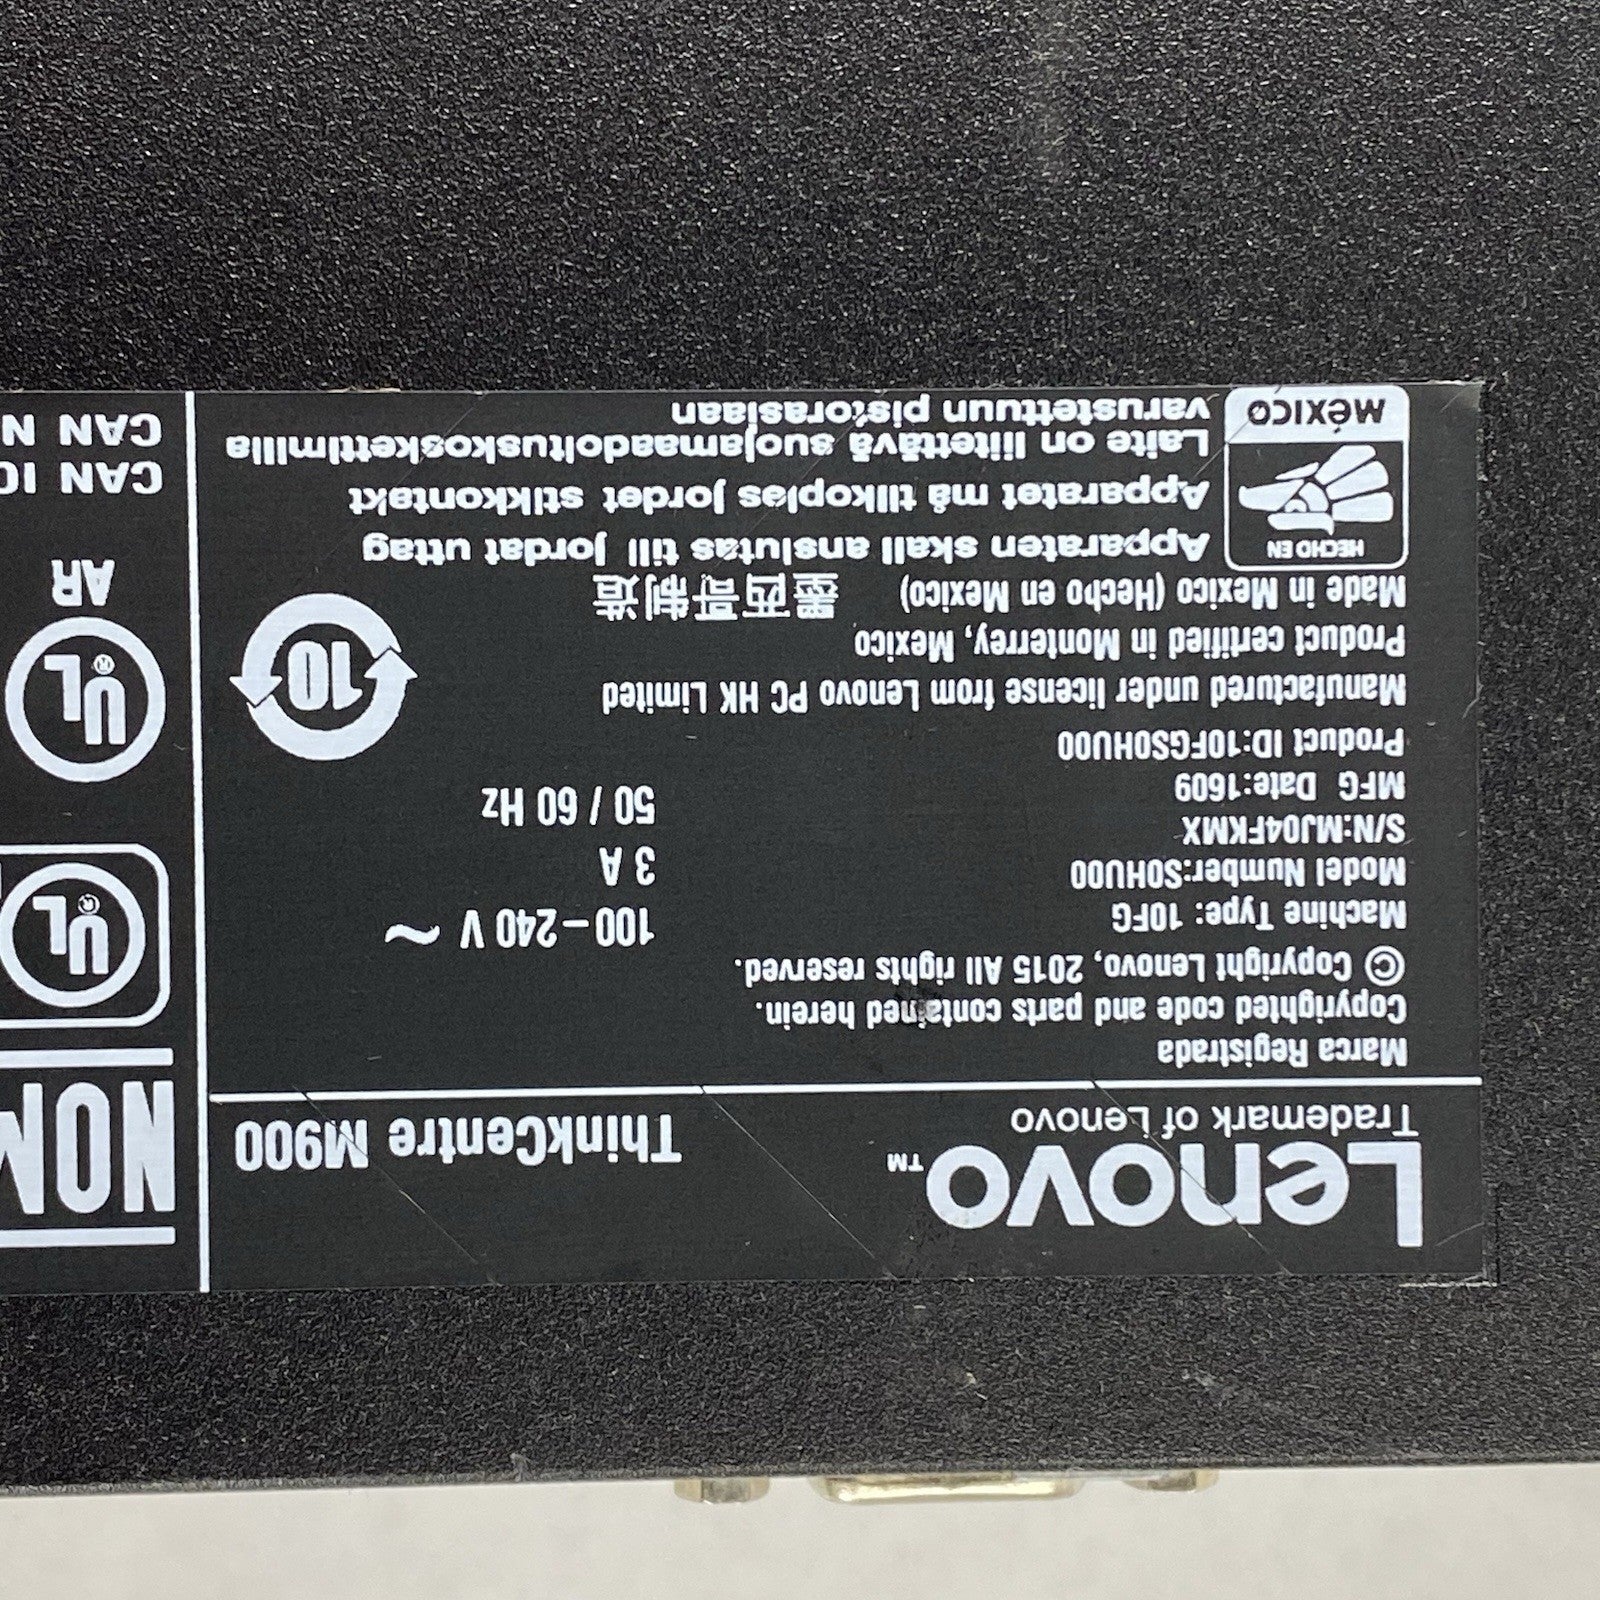 Lenovo™
Trademark of Lenovo
ThinkCentre M900
Marca Registrada
Copyrighted code and parts contained herein.
© Copyright Lenovo, 2015 All rights reserved.
Machine Type: 10FG
Model Number:S0HU00
S/N:MJ04FKMX
MFG Date:1609
Product ID:10FGS0HU00
100-240 V ~
3 A
50 / 60 Hz
Manufactured under license from Lenovo PC HK Limited
Product certified in Monterrey, Mexico
Made in Mexico (Hecho en Mexico) 墨西哥制造
10
HECHO EN
MéXICO
Apparaten skall anslutas till jordat uttag
Apparatet må tilkoples jordet stikkontakt
Laite on liitettävä suojamaadoituskoskettimilla
varustettuun pistorasiaan
NOM
UL®
UL®
AR
CAN IC
CAN N